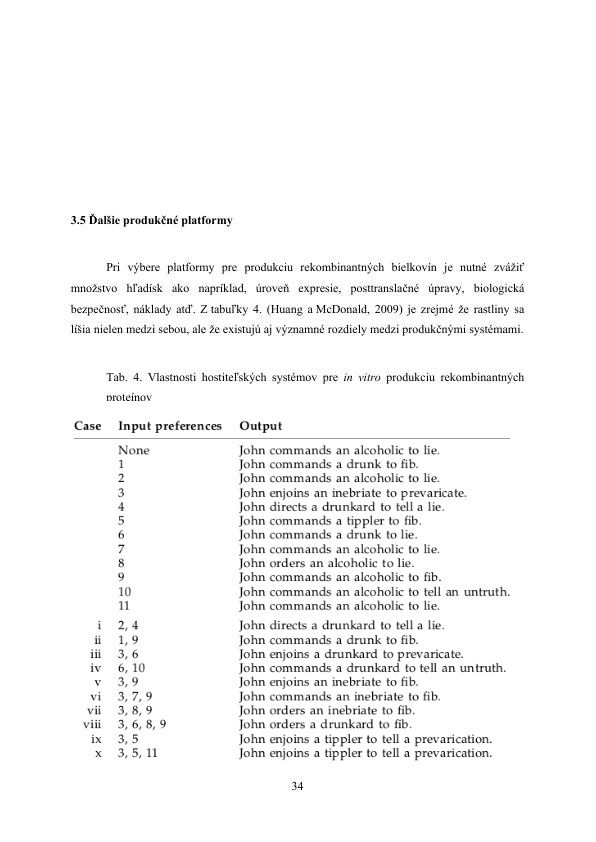 3.5 Ďalšie produkčné platformy
Pri výbere platformy pre produkciu rekombinantných bielkovín je nutné zvážiť
množstvo hľadísk ako napríklad, úroveň expresie, posttranslačné úpravy, biologická
bezpečnosť, náklady atď. Z tabuľky 4. (Huang a McDonald, 2009) je zrejmé že rastliny sa
líšia nielen medzi sebou, ale že existujú aj významné rozdiely medzi produkčnými systémami.
Tab. 4. Vlastnosti hostiteľských systémov pre in vitro produkciu rekombinantných
proteínov
Case Input preferences Output
None John commands an alcoholic to lie.
1 John commands a drunk to fib.
2 John commands an alcoholic to lie.
3 John enjoins an inebriate to prevaricate.
4 John directs a drunkard to tell a lie.
5 John commands a tippler to fib.
6 John commands a drunk to lie.
7 John commands an alcoholic to lie.
8 John orders an alcoholic to lie.
9 John commands an alcoholic to fib.
10 John commands an alcoholic to tell an untruth.
11 John commands an alcoholic to lie.
i 2, 4 John directs a drunkard to tell a lie.
ii 1, 9 John commands a drunk to fib.
iii 3, 6 John enjoins a drunkard to prevaricate.
iv 6, 10 John commands a drunkard to tell an untruth.
v 3, 9 John enjoins an inebriate to fib.
vi 3, 7, 9 John commands an inebriate to fib.
vii 3, 8, 9 John orders an inebriate to fib.
viii 3, 6, 8, 9 John orders a drunkard to fib.
ix 3, 5 John enjoins a tippler to tell a prevarication.
x 3, 5, 11 John enjoins a tippler to tell a prevarication.
34